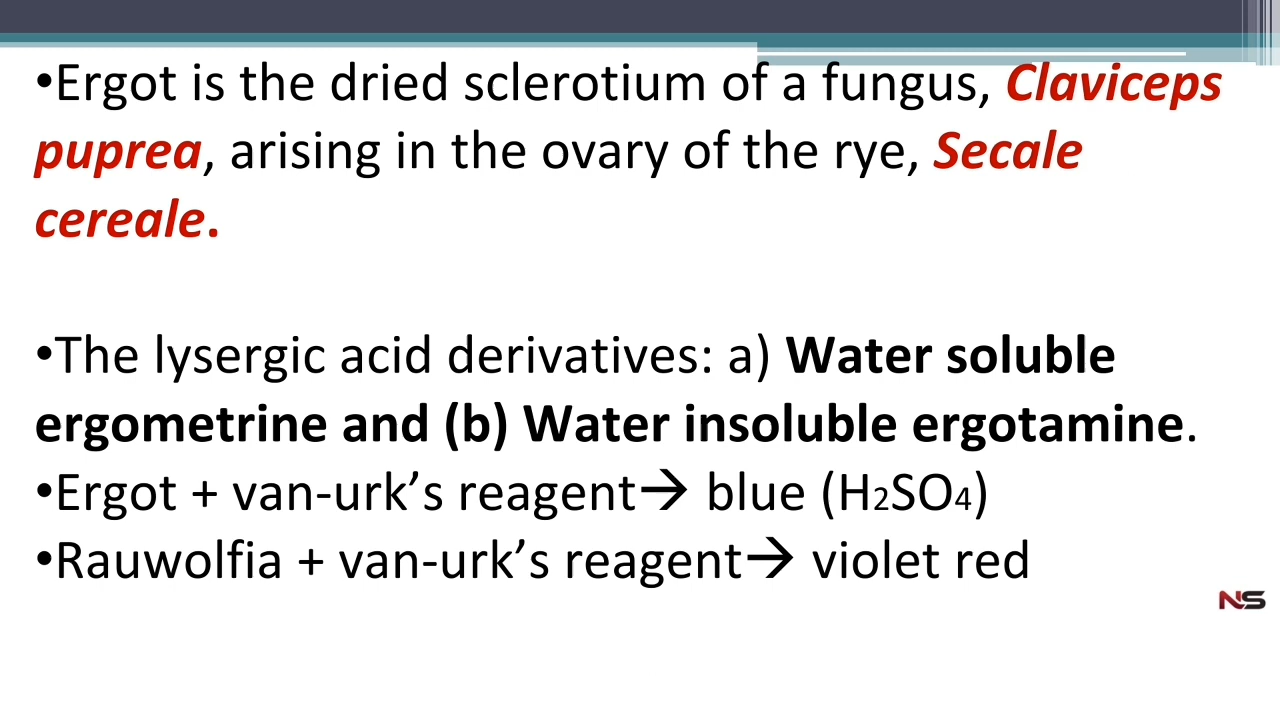 •Ergot is the dried sclerotium of a fungus, Claviceps
puprea, arising in the ovary of the rye, Secale
cereale.
•The lysergic acid derivatives: a) Water soluble
ergometrine and (b) Water insoluble ergotamine.
•Ergot + van-urk’s reagent→ blue (H₂SO₄)
•Rauwolfia + van-urk’s reagent→ violet red
NS